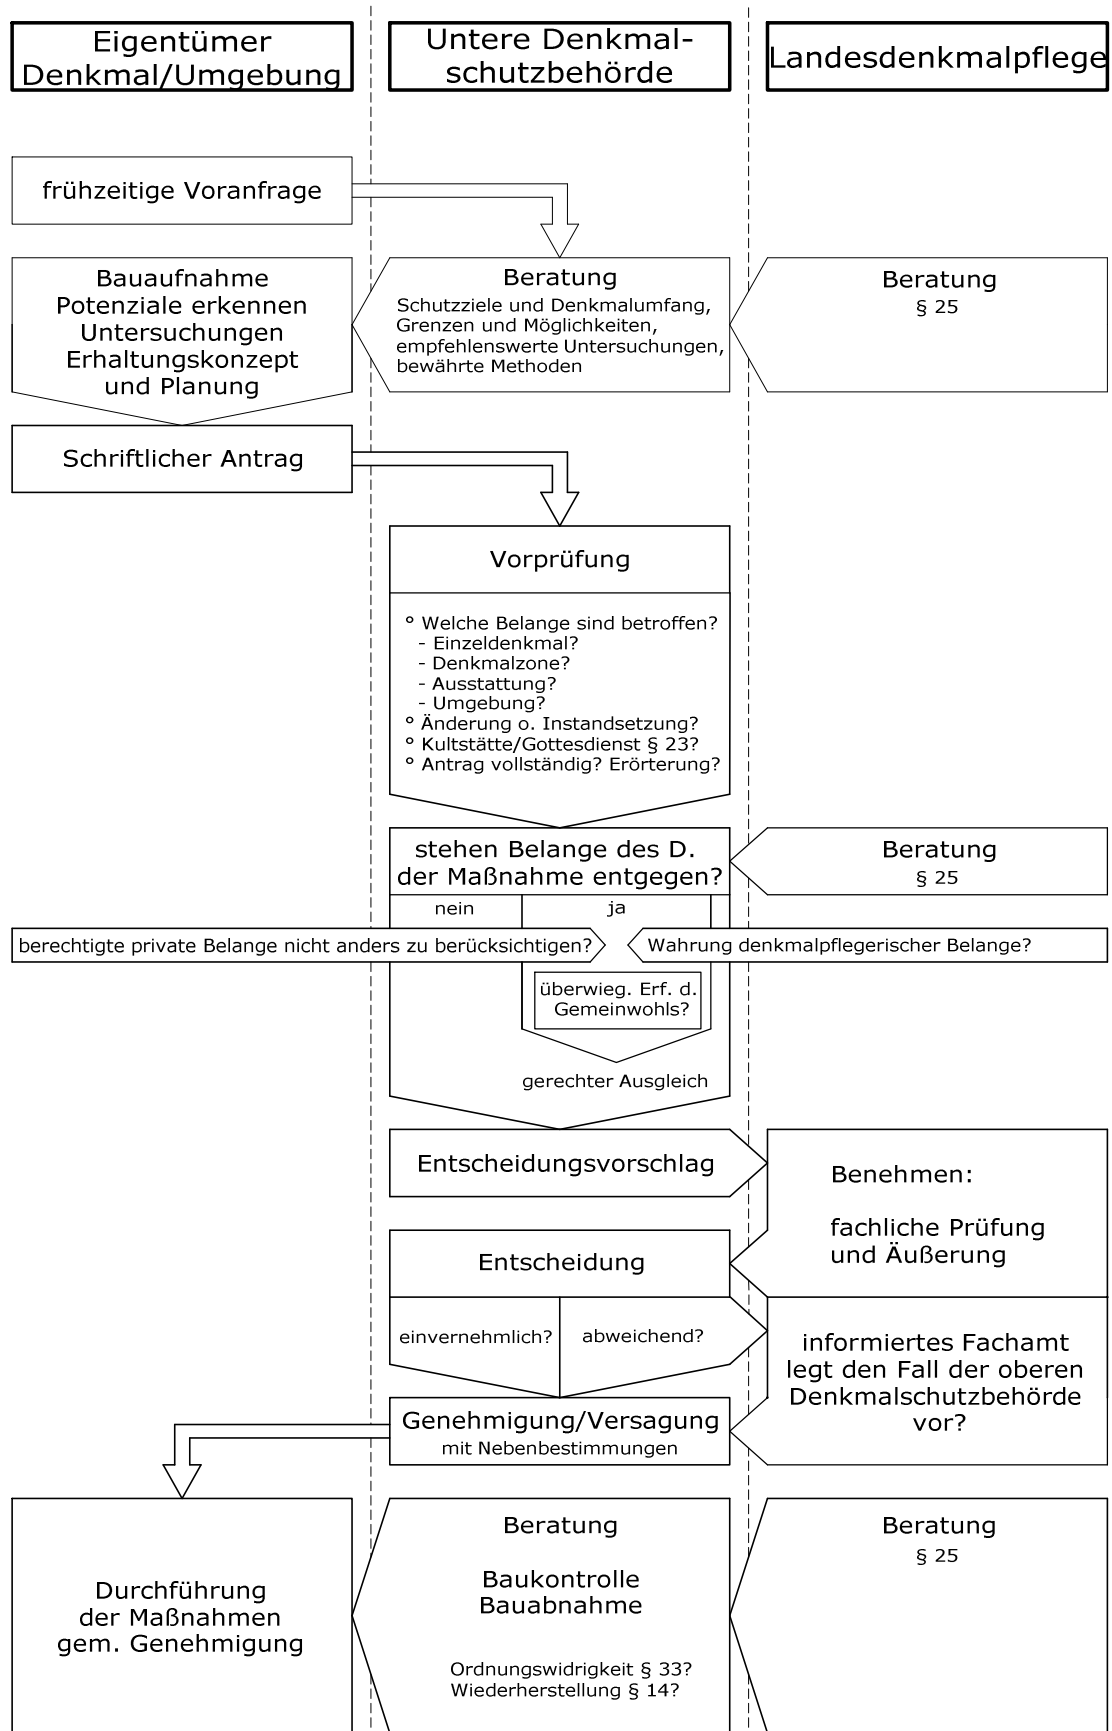 Eigentümer
Denkmal/Umgebung
Untere Denkmal-
schutzbehörde
Landesdenkmalpflege
frühzeitige Voranfrage
Bauaufnahme
Potenziale erkennen
Untersuchungen
Erhaltungskonzept
und Planung
Beratung
Schutzziele und Denkmalumfang,
Grenzen und Möglichkeiten,
empfehlenswerte Untersuchungen,
bewährte Methoden
Beratung
§ 25
Schriftlicher Antrag
Vorprüfung
° Welche Belange sind betroffen?
- Einzeldenkmal?
- Denkmalzone?
- Ausstattung?
- Umgebung?
° Änderung o. Instandsetzung?
° Kultstätte/Gottesdienst § 23?
° Antrag vollständig? Erörterung?
stehen Belange des D.
der Maßnahme entgegen?
Beratung
§ 25
nein
ja
berechtigte private Belange nicht anders zu berücksichtigen?
Wahrung denkmalpflegerischer Belange?
überwieg. Erf. d.
Gemeinwohls?
gerechter Ausgleich
Entscheidungsvorschlag
Benehmen:
fachliche Prüfung
und Äußerung
Entscheidung
einvernehmlich?
abweichend?
informiertes Fachamt
legt den Fall der oberen
Denkmalschutzbehörde
vor?
Genehmigung/Versagung
mit Nebenbestimmungen
Durchführung
der Maßnahmen
gem. Genehmigung
Beratung
Baukontrolle
Bauabnahme
Ordnungswidrigkeit § 33?
Wiederherstellung § 14?
Beratung
§ 25